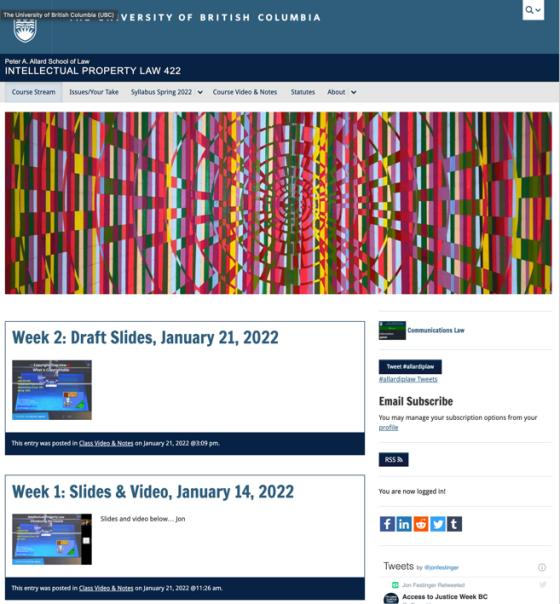 The University of British Columbia (UBC)
UNIVERSITY OF BRITISH COLUMBIA
Peter A. Allard School of Law
INTELLECTUAL PROPERTY LAW 422
Course Stream Issues/Your Take Syllabus Spring 2022 Course Video & Notes Statutes About
Week 2: Draft Slides, January 21, 2022
This entry was posted in Class Video & Notes on January 21, 2022 @3:09 pm.
Week 1: Slides & Video, January 14, 2022
Slides and video below... Jon
This entry was posted in Class Video & Notes on January 21, 2022 @11:26 am.
Communications Law
Tweet #allardiplaw
#allardiplaw Tweets
Email Subscribe
You may manage your subscription options from your
profile
RSS
You are now logged in!
Tweets by @jonfestinger
Jon Festinger Retweeted
Access to Justice Week BC